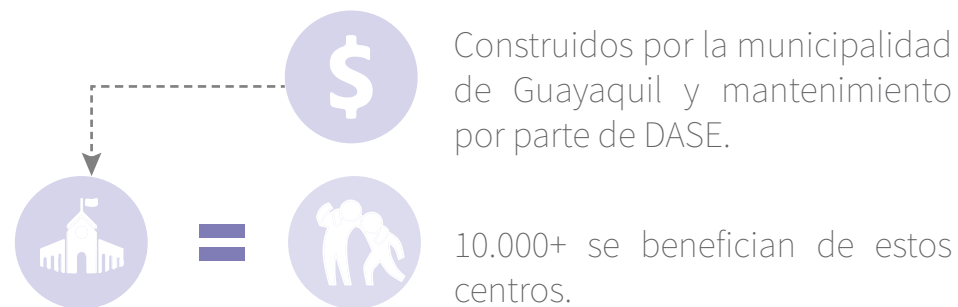 $
Construidos por la municipalidad
de Guayaquil y mantenimiento
por parte de DASE.
=
10.000+ se benefician de estos
centros.